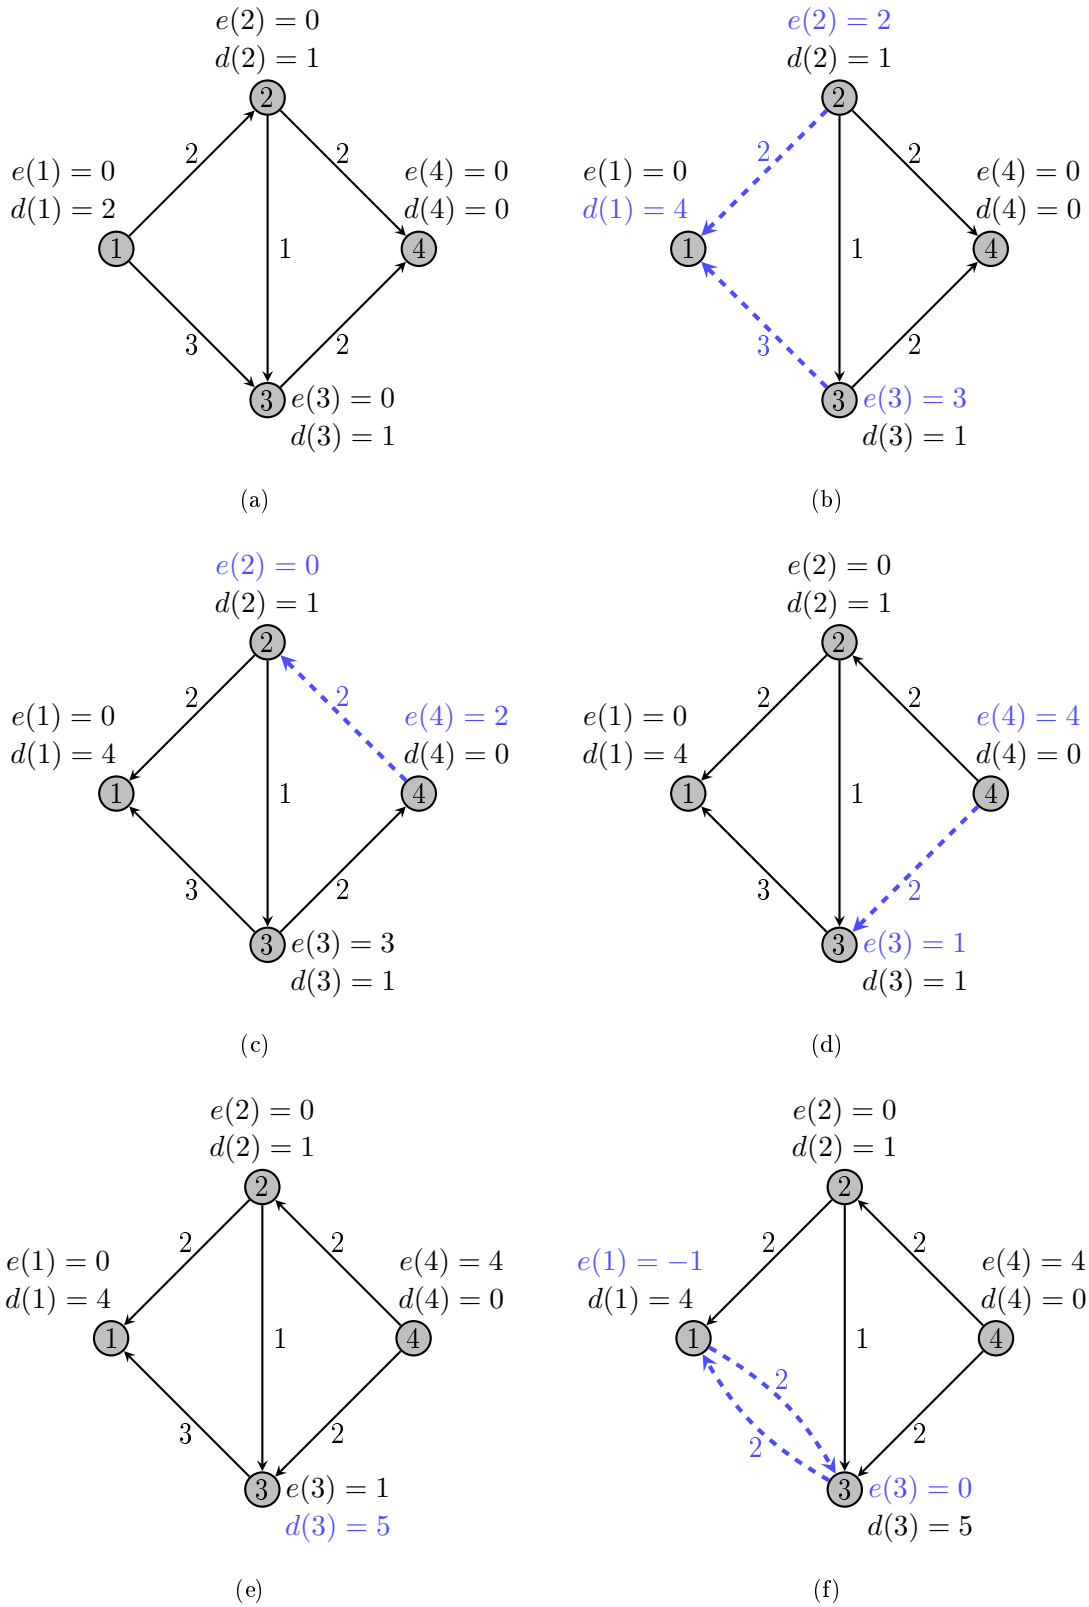 e(2) = 0
d(2) = 1
2
2
2
e(1) = 0
d(1) = 2
e(4) = 0
d(4) = 0
1
1
4
3
2
3
e(3) = 0
d(3) = 1
(a)
e(2) = 2
d(2) = 1
2
2
2
e(1) = 0
d(1) = 4
e(4) = 0
d(4) = 0
1
1
4
3
2
3
e(3) = 3
d(3) = 1
(b)
e(2) = 0
d(2) = 1
2
2
2
e(1) = 0
d(1) = 4
e(4) = 2
d(4) = 0
1
1
4
3
2
3
e(3) = 3
d(3) = 1
(c)
e(2) = 0
d(2) = 1
2
2
2
e(1) = 0
d(1) = 4
e(4) = 4
d(4) = 0
1
1
4
3
2
3
e(3) = 1
d(3) = 1
(d)
e(2) = 0
d(2) = 1
2
2
2
e(1) = 0
d(1) = 4
e(4) = 4
d(4) = 0
1
1
4
3
2
3
e(3) = 1
d(3) = 5
(e)
e(2) = 0
d(2) = 1
2
2
2
e(1) = −1
d(1) = 4
e(4) = 4
d(4) = 0
1
1
4
2
2
2
3
e(3) = 0
d(3) = 5
(f)